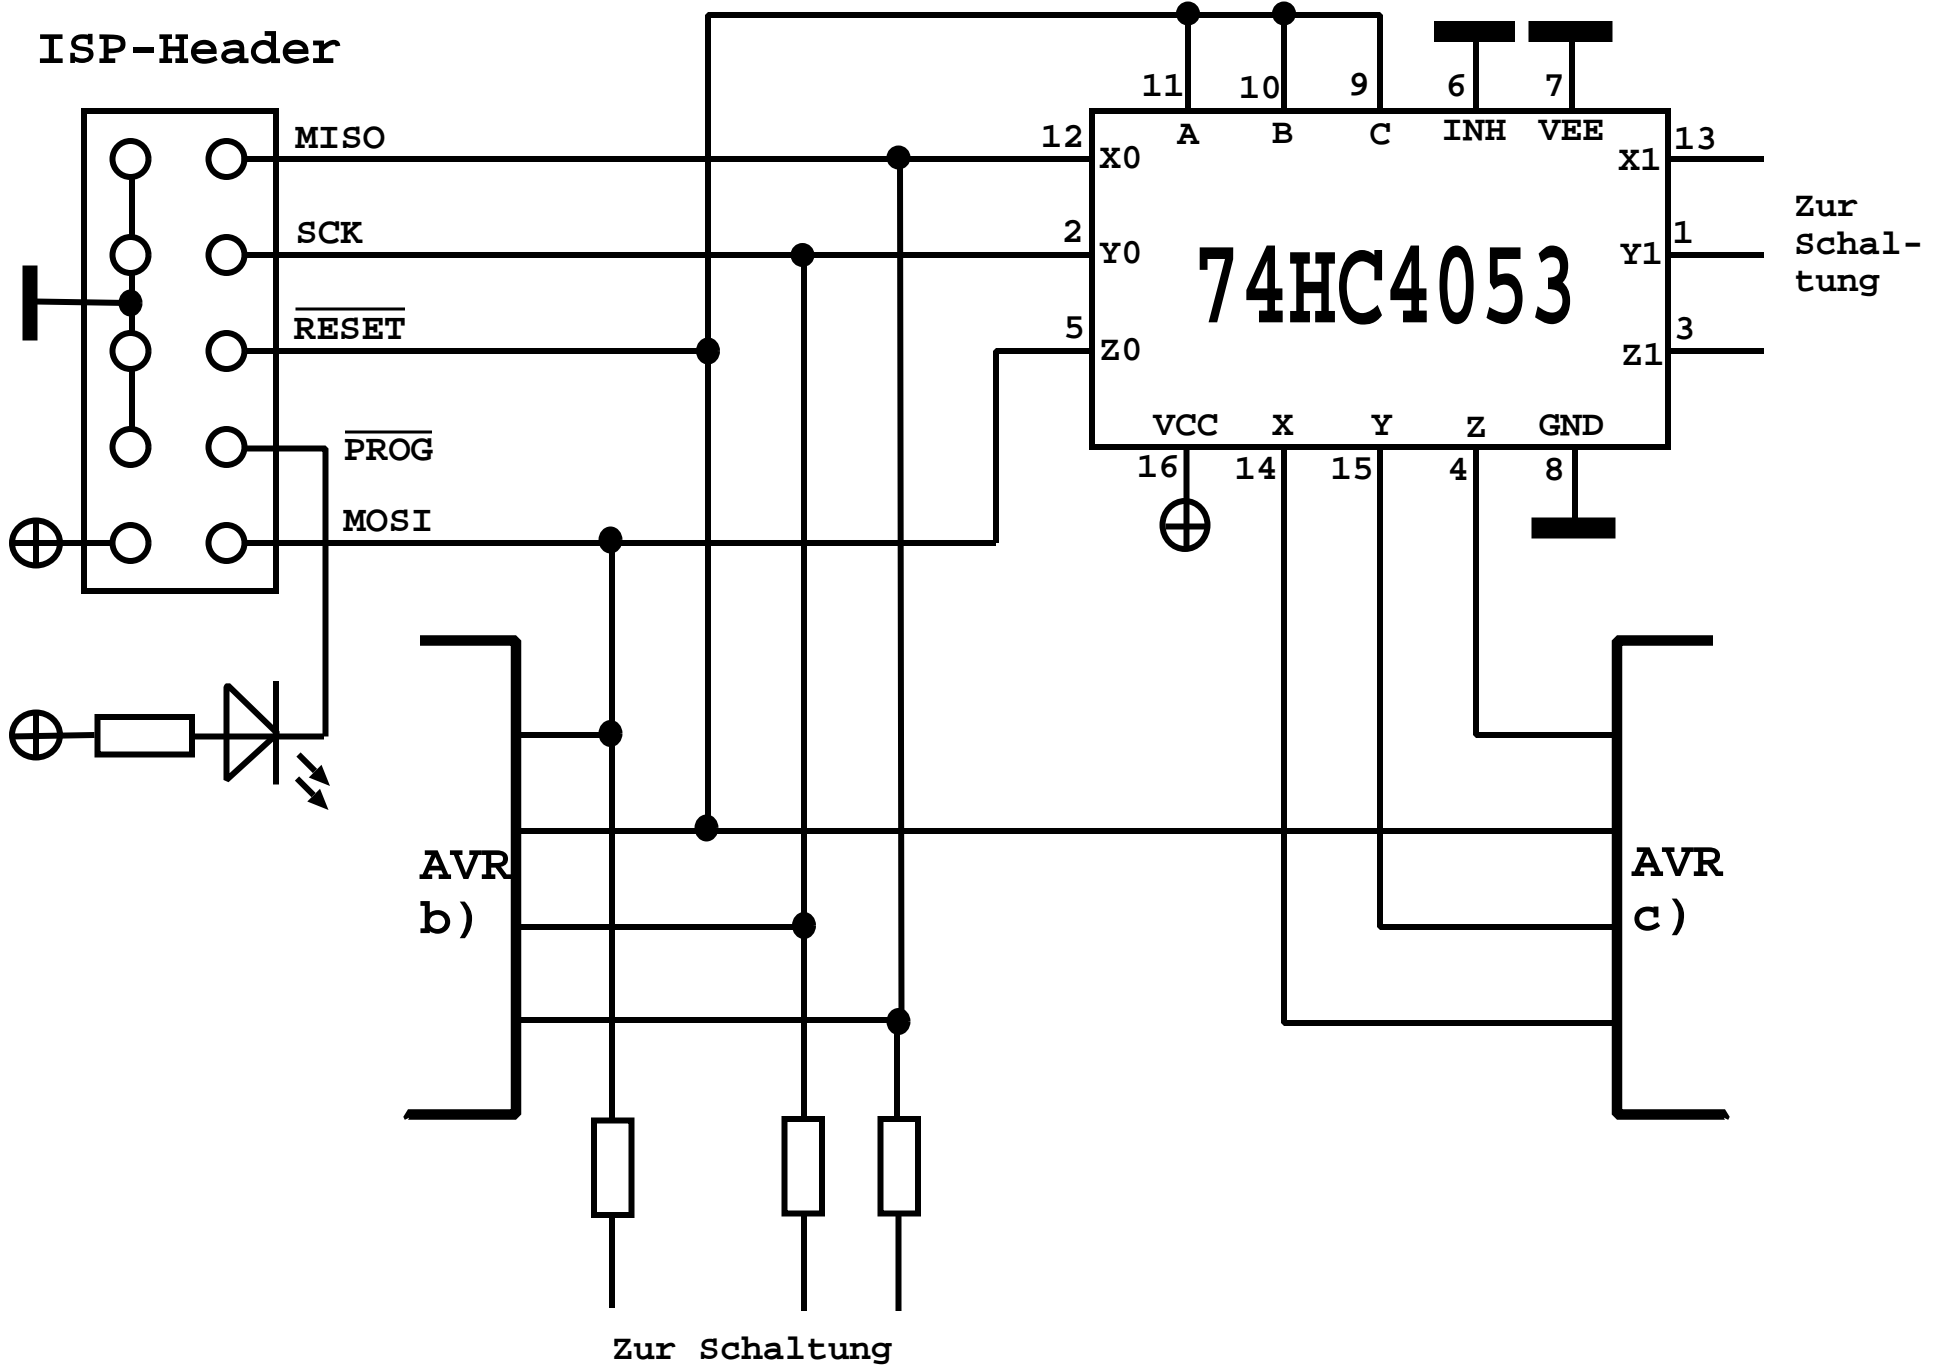 ISP-Header
MISO
SCK
RESET
PROG
MOSI
11
10
9
6
7
12
A
B
C
INH
VEE
13
X0
X1
2
Y0
74HC4053
Y1
1
Zur
Schal-
tung
5
Z0
Z1
3
VCC
X
Y
Z
GND
16
14
15
4
8
AVR
b)
AVR
c)
Zur Schaltung